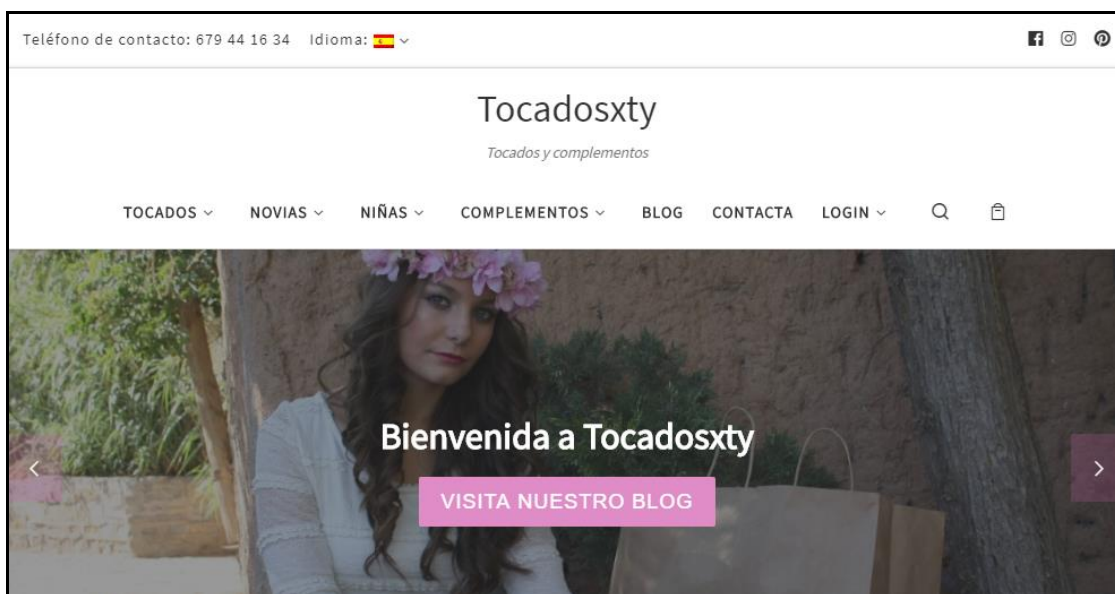 Teléfono de contacto: 679 44 16 34 Idioma:
Tocadosxty
Tocados y complementos
TOCADOS NOVIAS NIÑAS COMPLEMENTOS BLOG CONTACTA LOGIN
Bienvenida a Tocadosxty
VISITA NUESTRO BLOG